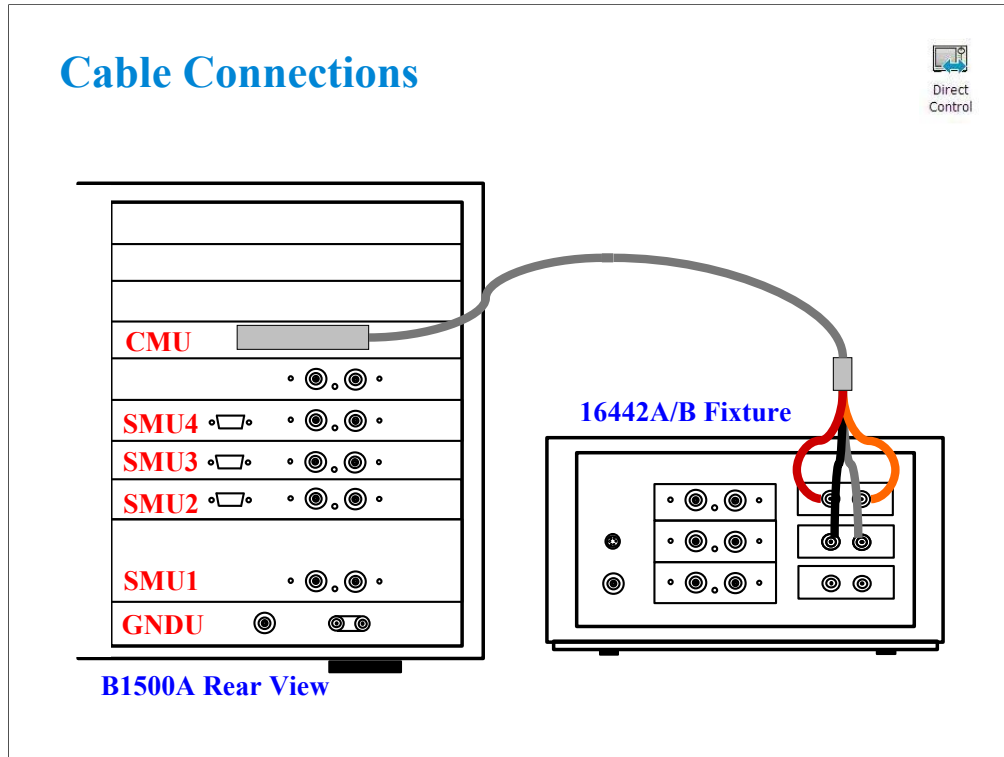 Cable Connections
Direct
Control
CMU
16442A/B Fixture
SMU4
SMU3
SMU2
SMU1
GNDU
B1500A Rear View